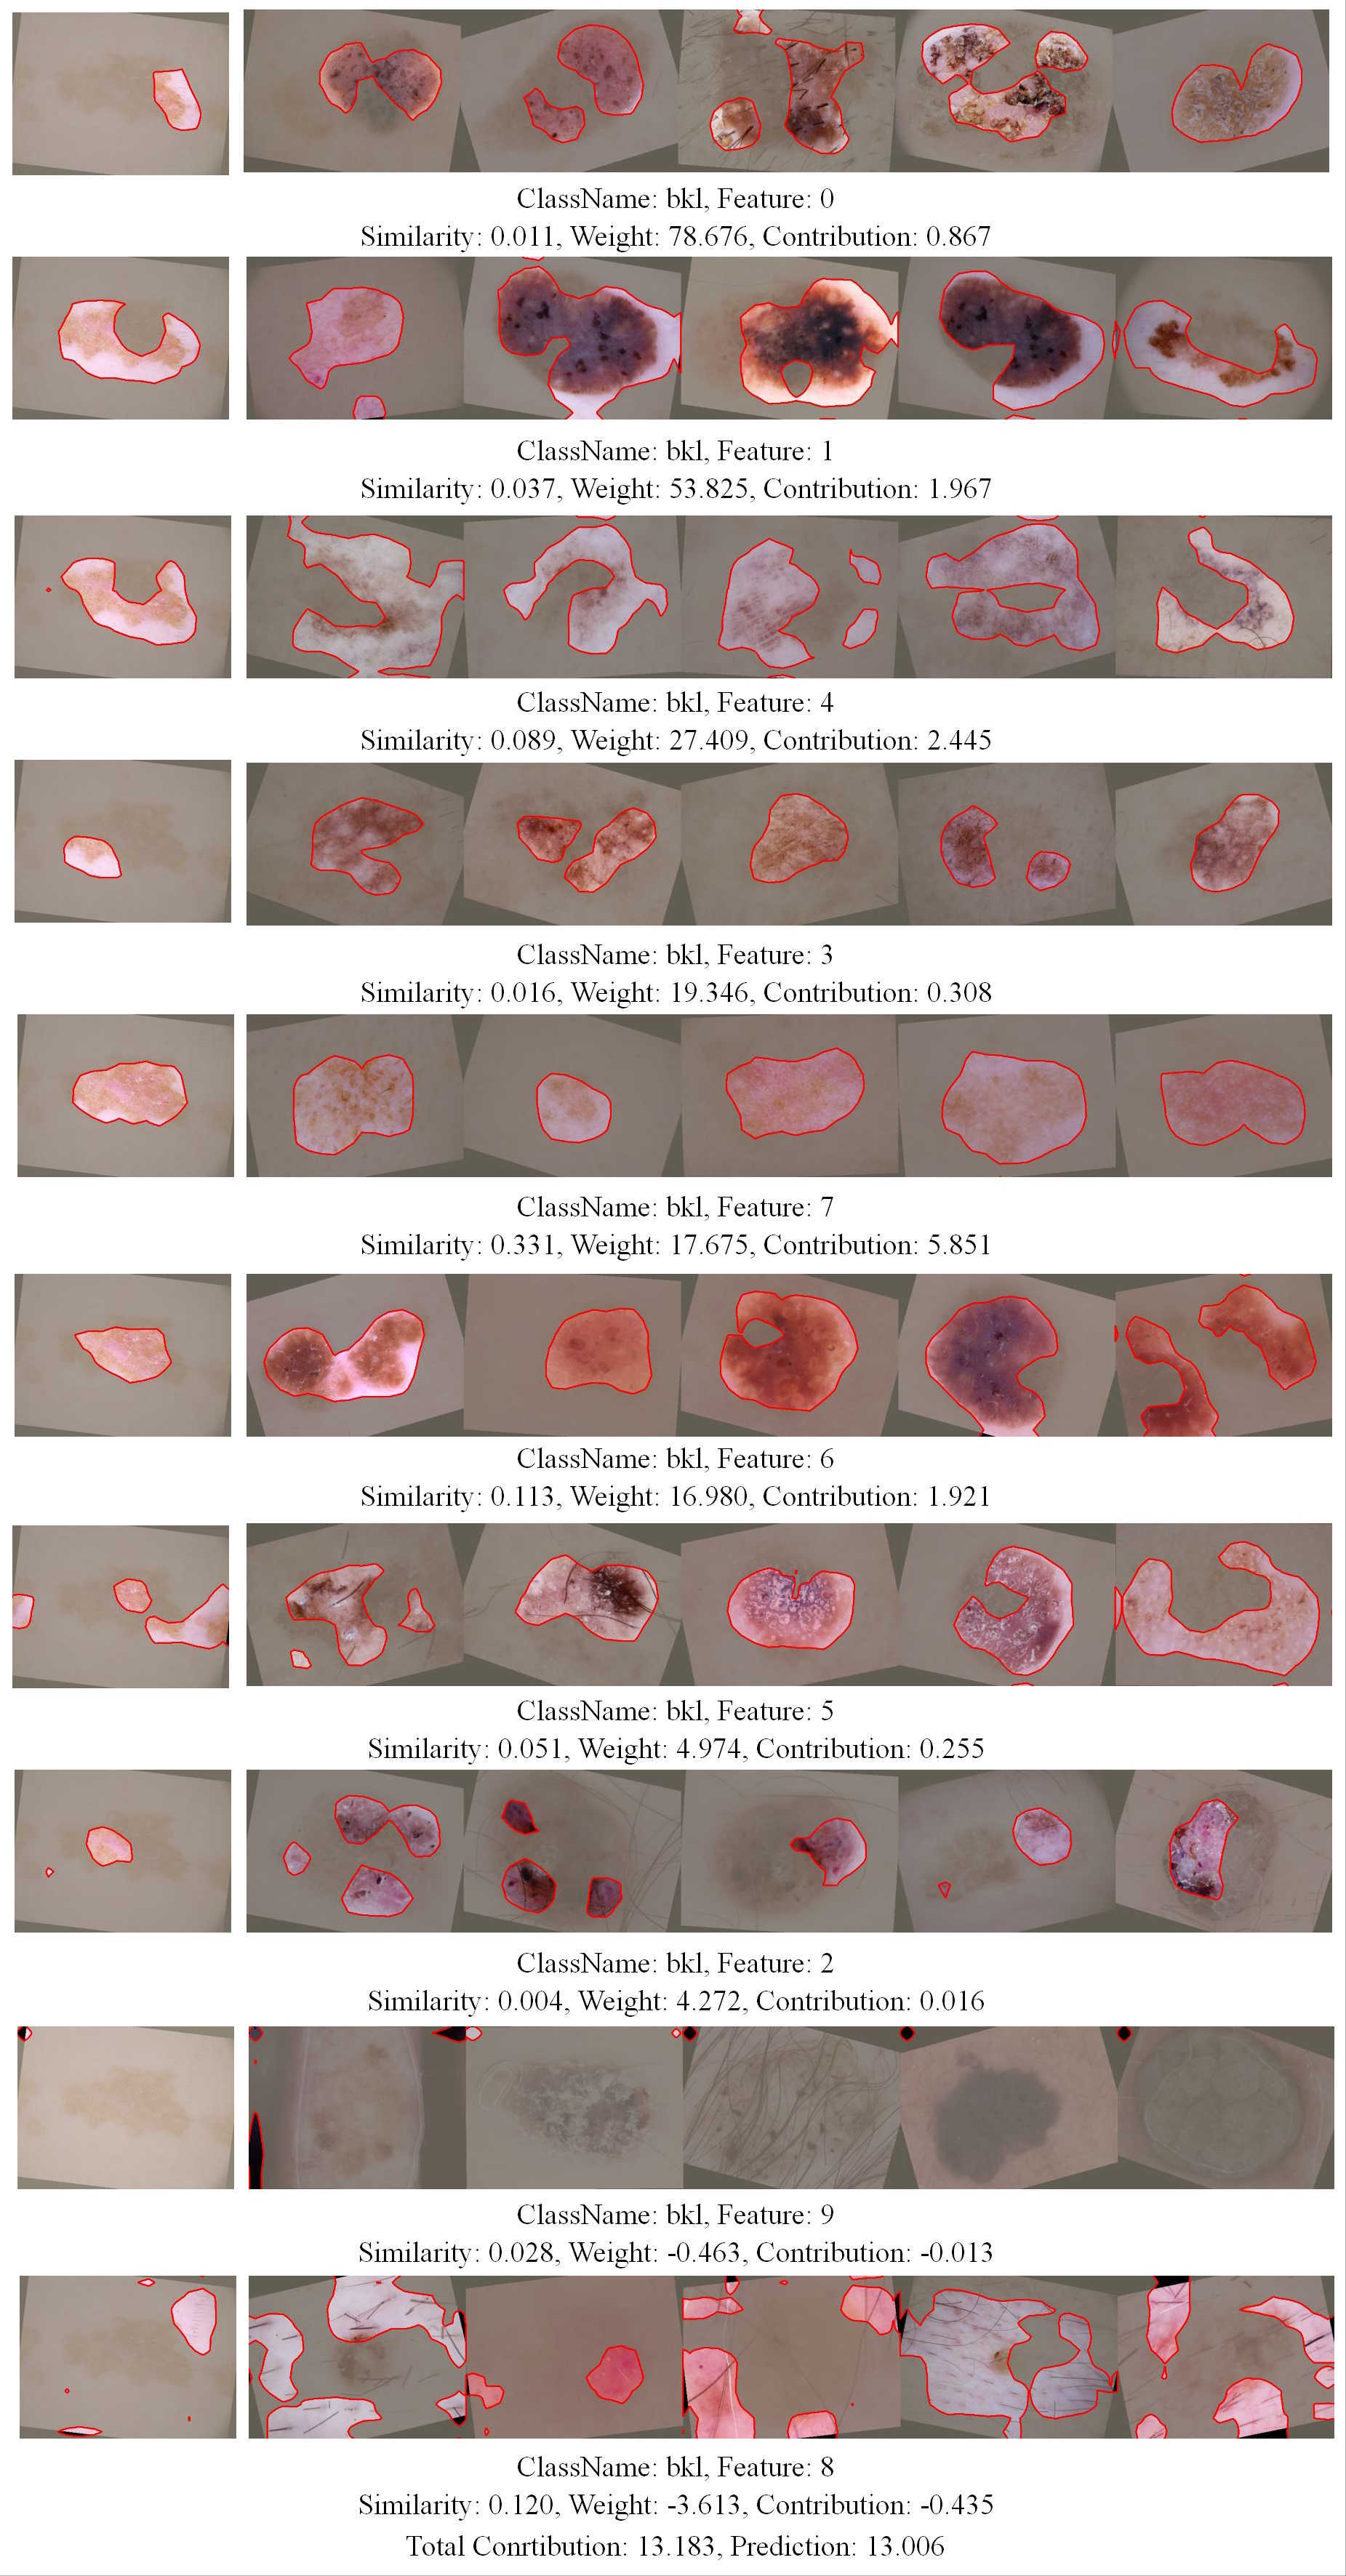 ClassName: bkl, Feature: 0
Similarity: 0.011, Weight: 78.676, Contribution: 0.867
ClassName: bkl, Feature: 1
Similarity: 0.037, Weight: 53.825, Contribution: 1.967
ClassName: bkl, Feature: 4
Similarity: 0.089, Weight: 27.409, Contribution: 2.445
ClassName: bkl, Feature: 3
Similarity: 0.016, Weight: 19.346, Contribution: 0.308
ClassName: bkl, Feature: 7
Similarity: 0.331, Weight: 17.675, Contribution: 5.851
ClassName: bkl, Feature: 6
Similarity: 0.113, Weight: 16.980, Contribution: 1.921
ClassName: bkl, Feature: 5
Similarity: 0.051, Weight: 4.974, Contribution: 0.255
ClassName: bkl, Feature: 2
Similarity: 0.004, Weight: 4.272, Contribution: 0.016
ClassName: bkl, Feature: 9
Similarity: 0.028, Weight: -0.463, Contribution: -0.013
ClassName: bkl, Feature: 8
Similarity: 0.120, Weight: -3.613, Contribution: -0.435
Total Conrtibution: 13.183, Prediction: 13.006